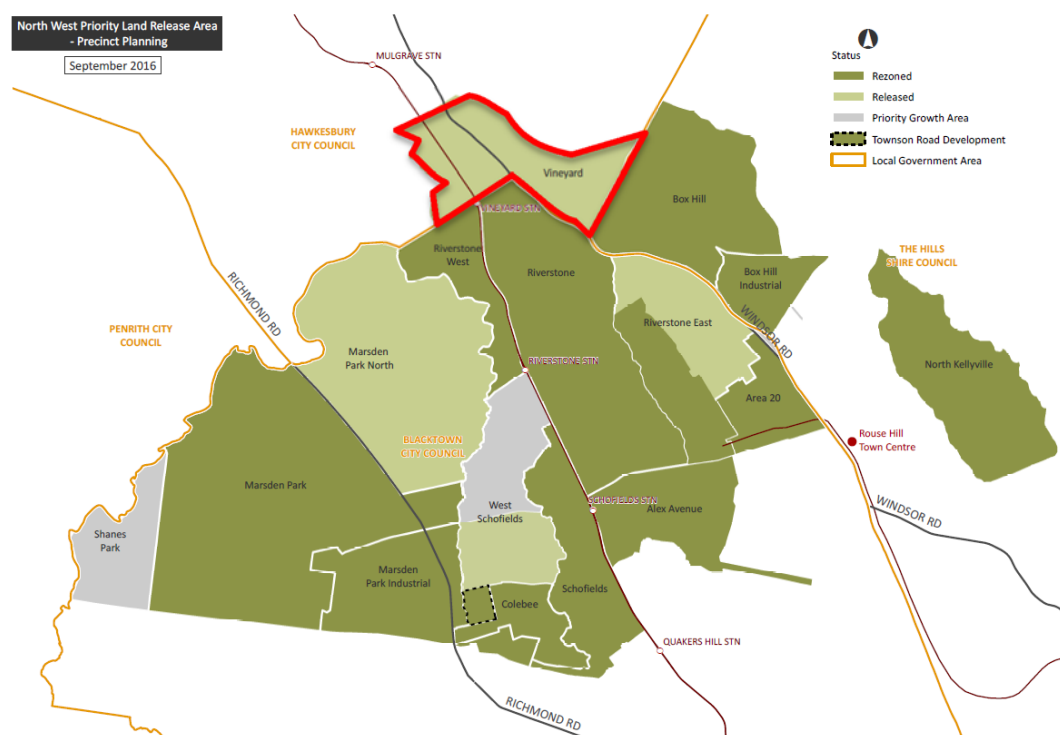 North West Priority Land Release Area
- Precinct Planning
September 2016
MULGRAVE STN
Status
Rezoned
Released
Priority Growth Area
Townson Road Development
Local Government Area
HAWKESBURY
CITY COUNCIL
Vineyard
Box Hill
STN
Riverstone
West
Riverstone
THE HILLS
SHIRE COUNCIL
Box Hill
Industrial
RICHMOND RD
WINDSOR RD
PENRITH CITY
COUNCIL
Marsden
Park North
Riverstone East
RIVERSTONE STN
North Kellyville
Area 20
BLACKTOWN
CITY COUNCIL
Rouse Hill
Town Centre
Marsden Park
SCHOFIELDS STN
West
Schofields
Alex Avenue
WINDSOR RD
Shanes
Park
Marsden
Park Industrial
Schofields
Colebee
QUAKERS HILL STN
RICHMOND RD